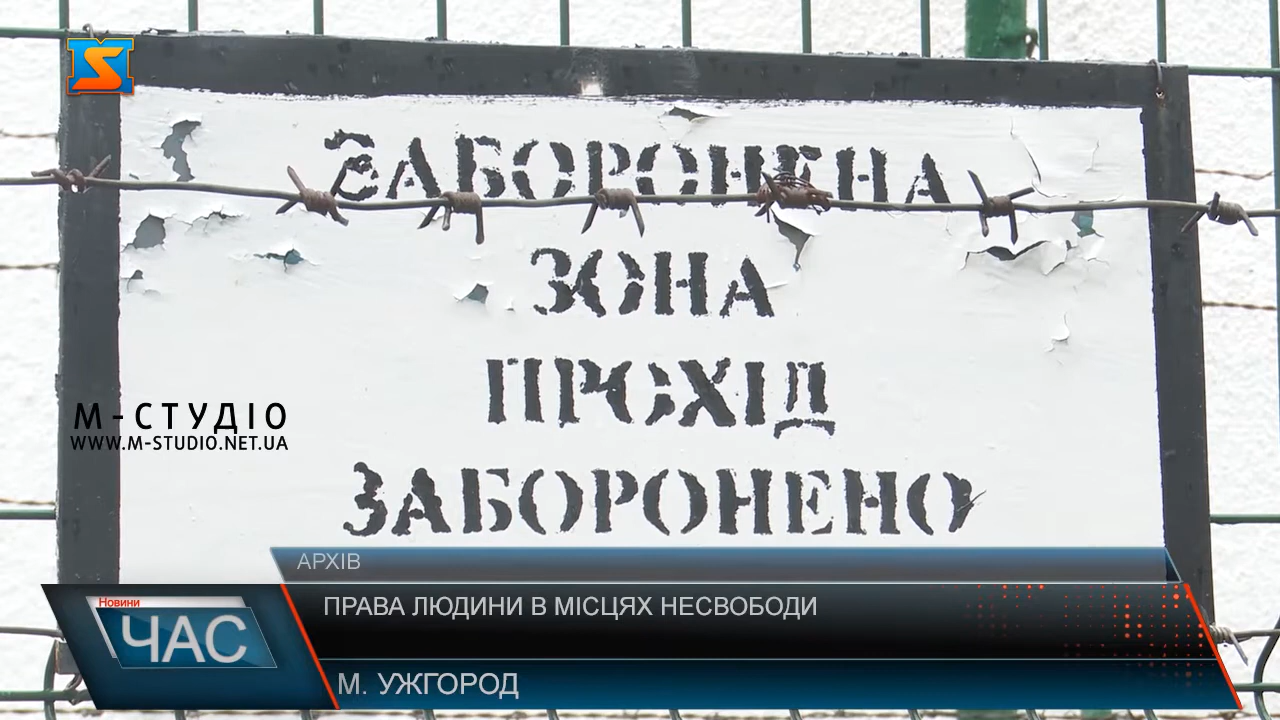 ЗАБОРОНЕНА
ЗОНА
ПРОХІД
ЗАБОРОНЕНО
М-СТУДІО
WWW.M-STUDIO.NET.UA
АРХІВ
Новини
ЧАС
ПРАВА ЛЮДИНИ В МІСЦЯХ НЕСВОБОДИ
М. УЖГОРОД